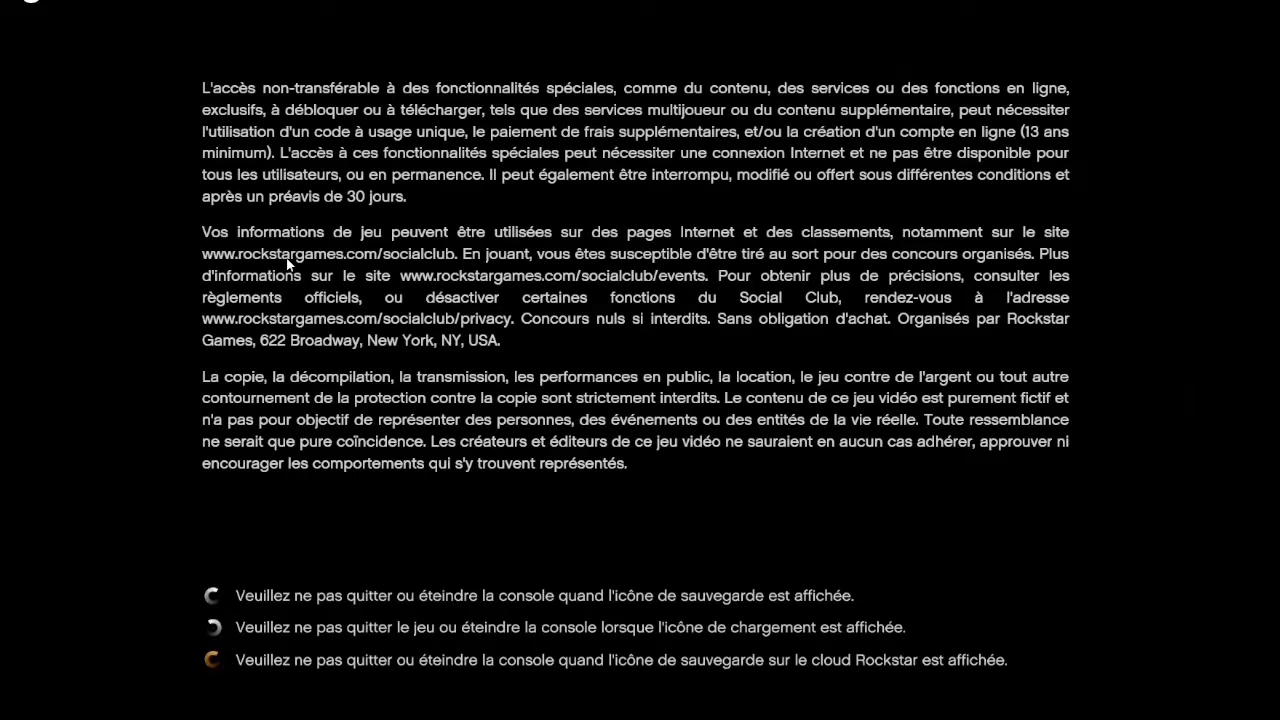 L'accès non-transférable à des fonctionnalités spéciales, comme du contenu, des services ou des fonctions en ligne,
exclusifs, à débloquer ou à télécharger, tels que des services multijoueur ou du contenu supplémentaire, peut nécessiter
l'utilisation d'un code à usage unique, le paiement de frais supplémentaires, et/ou la création d'un compte en ligne (13 ans
minimum). L'accès à ces fonctionnalités spéciales peut nécessiter une connexion Internet et ne pas être disponible pour
tous les utilisateurs, ou en permanence. Il peut également être interrompu, modifié ou offert sous différentes conditions et
après un préavis de 30 jours.
Vos informations de jeu peuvent être utilisées sur des pages Internet et des classements, notamment sur le site
www.rockstargames.com/socialclub. En jouant, vous êtes susceptible d'être tiré au sort pour des concours organisés. Plus
d'informations sur le site www.rockstargames.com/socialclub/events. Pour obtenir plus de précisions, consulter les
règlements officiels, ou désactiver certaines fonctions du Social Club, rendez-vous à l'adresse
www.rockstargames.com/socialclub/privacy. Concours nuls si interdits. Sans obligation d'achat. Organisés par Rockstar
Games, 622 Broadway, New York, NY, USA.
La copie, la décompilation, la transmission, les performances en public, la location, le jeu contre de l'argent ou tout autre
contournement de la protection contre la copie sont strictement interdits. Le contenu de ce jeu vidéo est purement fictif et
n'a pas pour objectif de représenter des personnes, des événements ou des entités de la vie réelle. Toute ressemblance
ne serait que pure coïncidence. Les créateurs et éditeurs de ce jeu vidéo ne sauraient en aucun cas adhérer, approuver ni
encourager les comportements qui s'y trouvent représentés.
Veuillez ne pas quitter ou éteindre la console quand l'icône de sauvegarde est affichée.
Veuillez ne pas quitter le jeu ou éteindre la console lorsque l'icône de chargement est affichée.
Veuillez ne pas quitter ou éteindre la console quand l'icône de sauvegarde sur le cloud Rockstar est affichée.